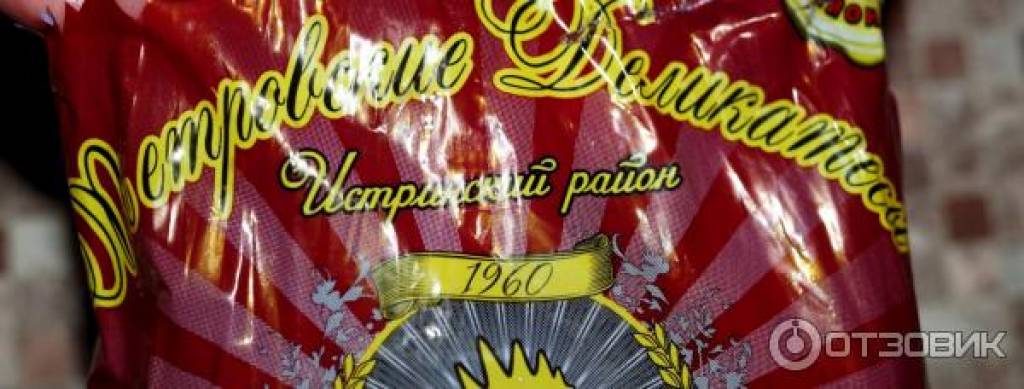 Петровские Деликатесы
Истринский район
1960
ОТЗОВИК